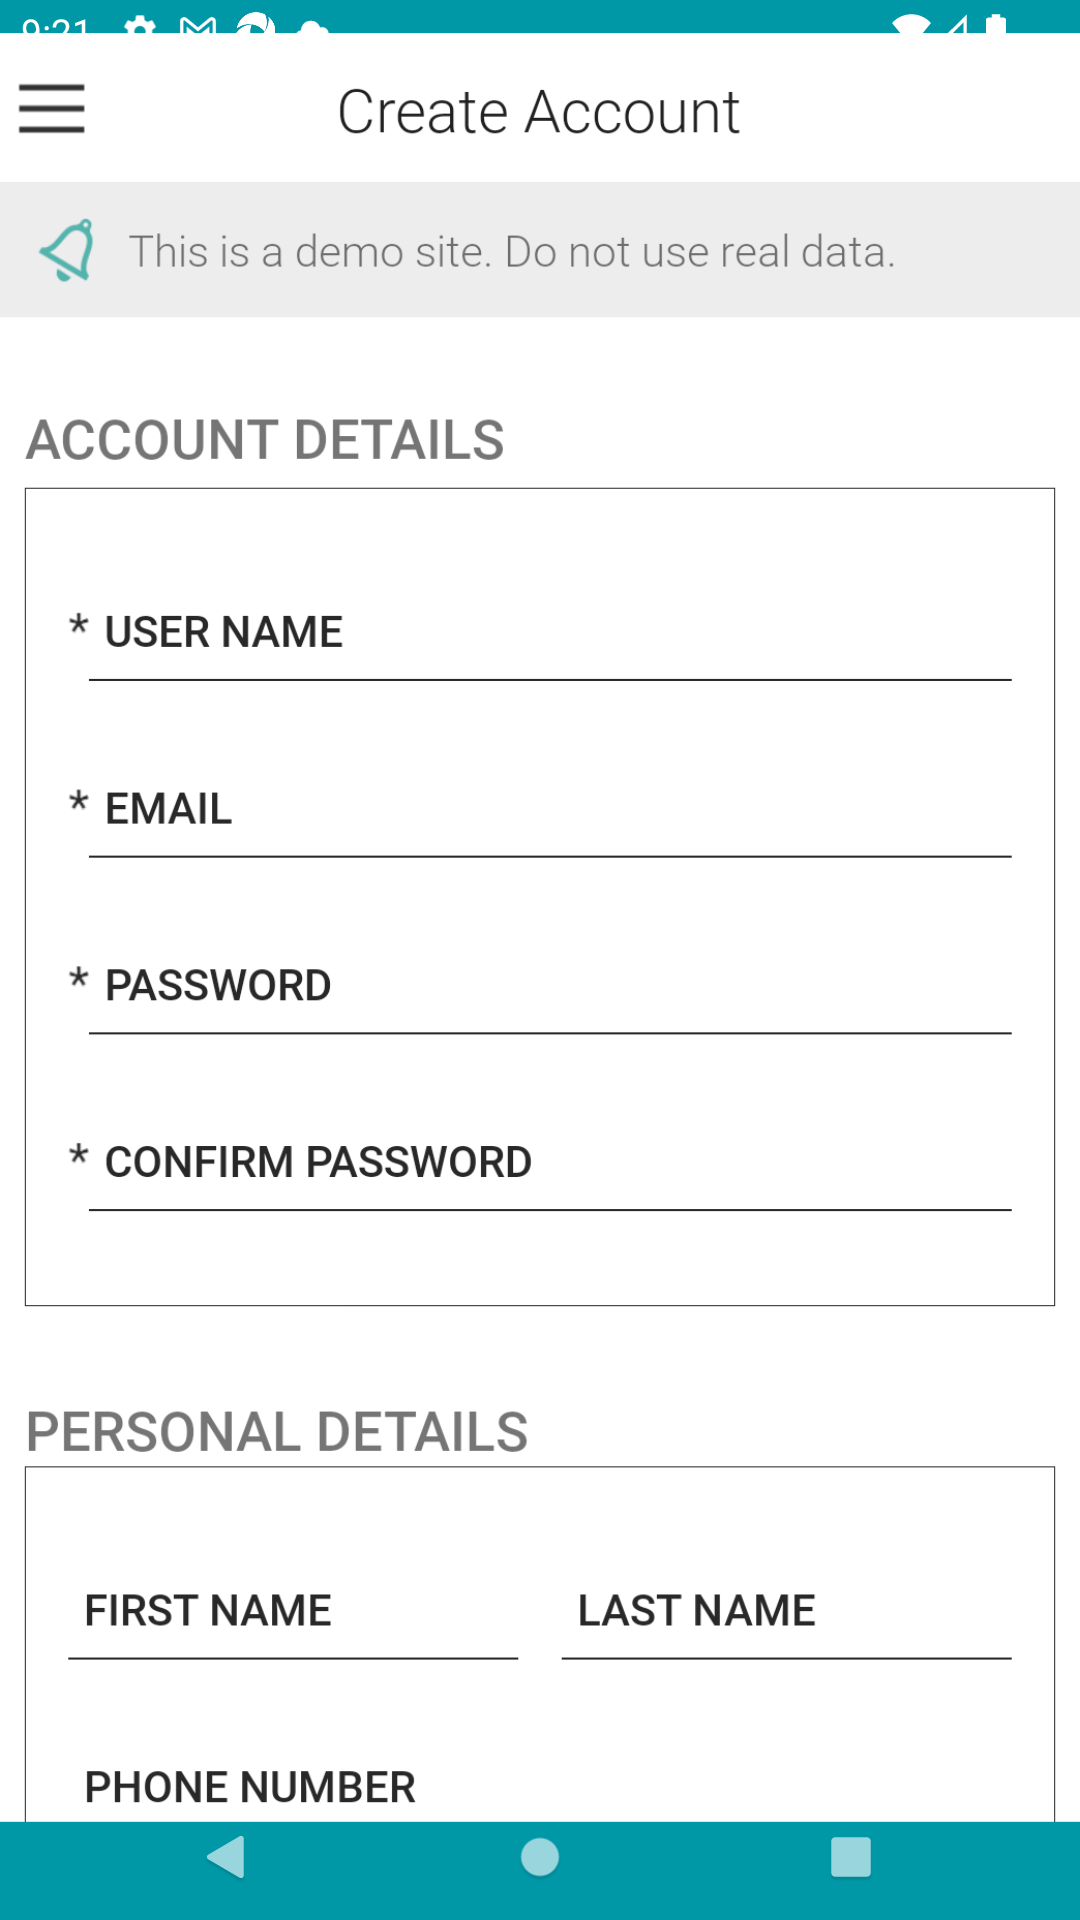 9:21
Create Account
This is a demo site. Do not use real data.
ACCOUNT DETAILS
* USER NAME
* EMAIL
* PASSWORD
* CONFIRM PASSWORD
PERSONAL DETAILS
FIRST NAME LAST NAME
PHONE NUMBER